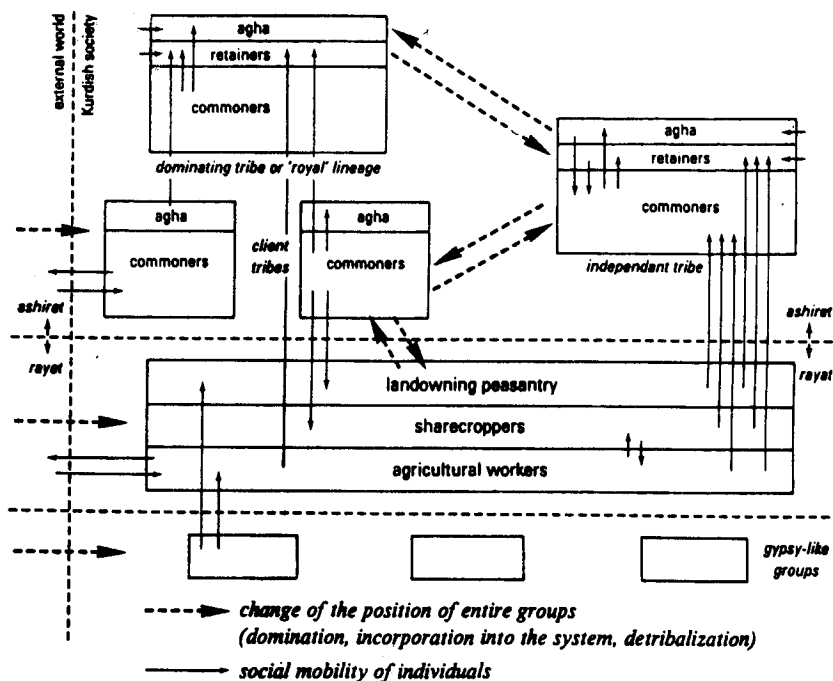 external world
Kurdish society
agha
retainers
commoners
dominating tribe or 'royal' lineage
agha
retainers
commoners
independant tribe
agha
commoners
client
tribes
agha
commoners
ashiret
rayet
ashiret
rayat
landowning peasantry
sharecroppers
agricultural workers
gypsy-like
groups
change of the position of entire groups
(domination, incorporation into the system, detribalization)
social mobility of individuals